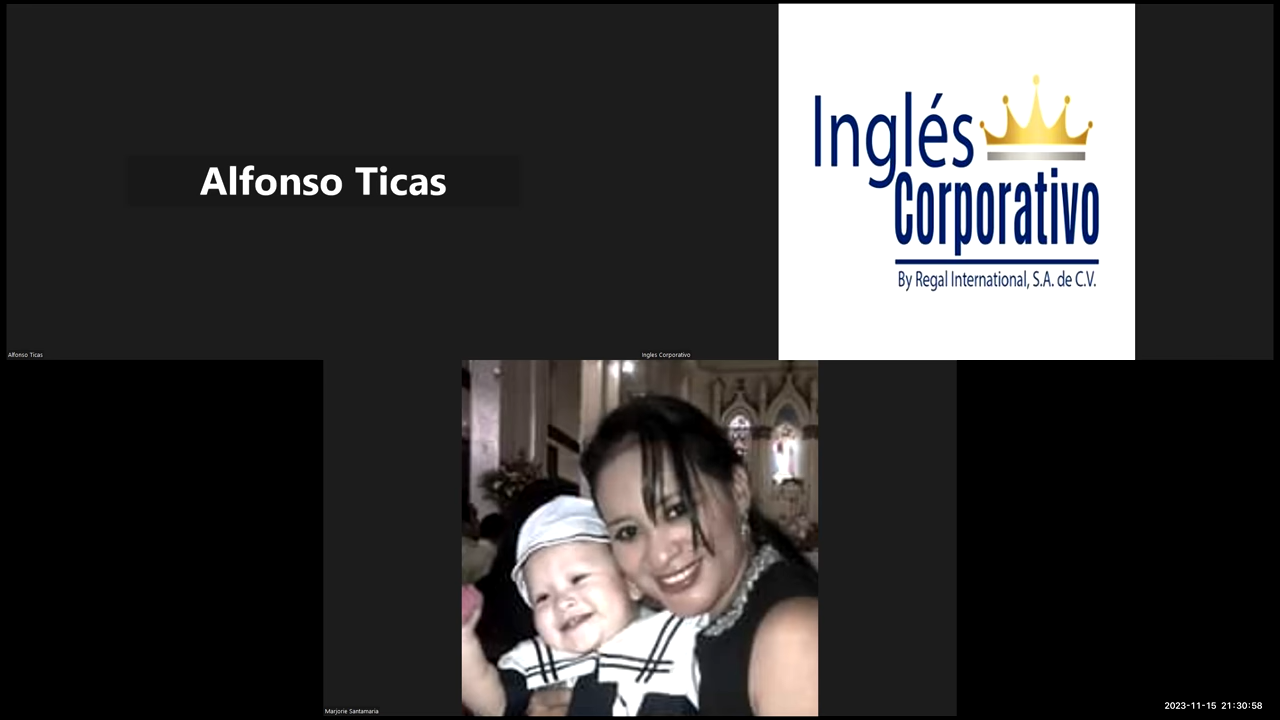 Alfonso Ticas
Inglés
Corporativo
By Regal International, S.A. de C.V.
Alfonso Ticas
Ingles Corporativo
Marjorie Santamaria
2023-11-15 21:30:58